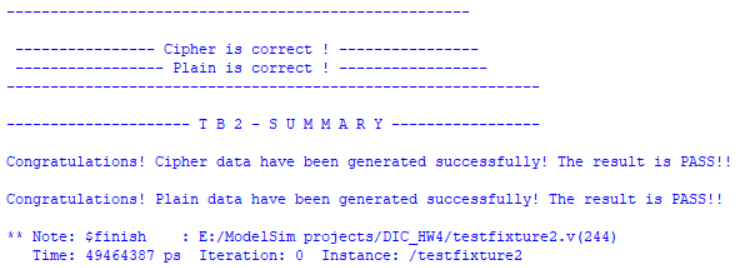 ------------------------------------------------------
---------------- Cipher is correct ! ----------------
----------------- Plain is correct ! -----------------
--------------------------------------------------------------
--------------------- T B 2 - S U M M A R Y -----------------
Congratulations! Cipher data have been generated successfully! The result is PASS!!
Congratulations! Plain data have been generated successfully! The result is PASS!!
** Note: $finish    : E:/ModelSim projects/DIC_HW4/testfixture2.v(244)
   Time: 49464387 ps  Iteration: 0  Instance: /testfixture2